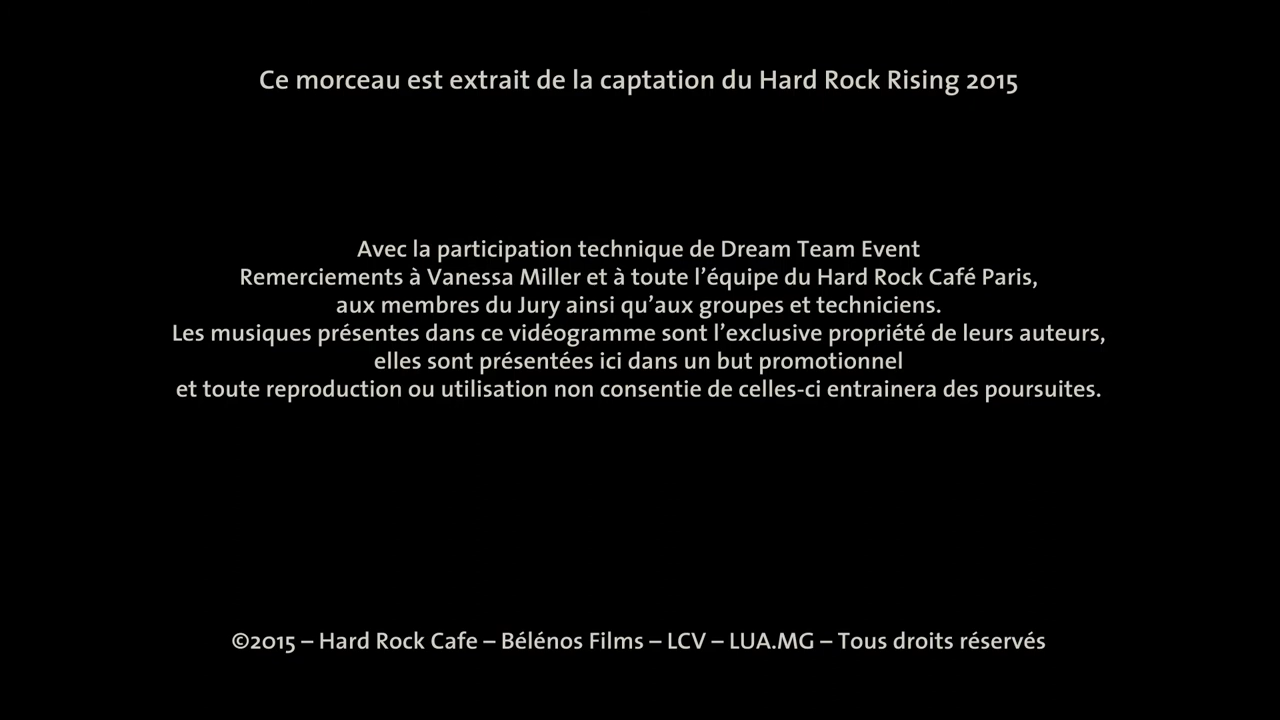 Ce morceau est extrait de la captation du Hard Rock Rising 2015
Avec la participation technique de Dream Team Event
Remerciements à Vanessa Miller et à toute l’équipe du Hard Rock Café Paris,
aux membres du Jury ainsi qu’aux groupes et techniciens.
Les musiques présentes dans ce vidéogramme sont l’exclusive propriété de leurs auteurs,
elles sont présentées ici dans un but promotionnel
et toute reproduction ou utilisation non consentie de celles-ci entrainera des poursuites.
©2015 – Hard Rock Cafe – Bélénos Films – LCV – LUA.MG – Tous droits réservés